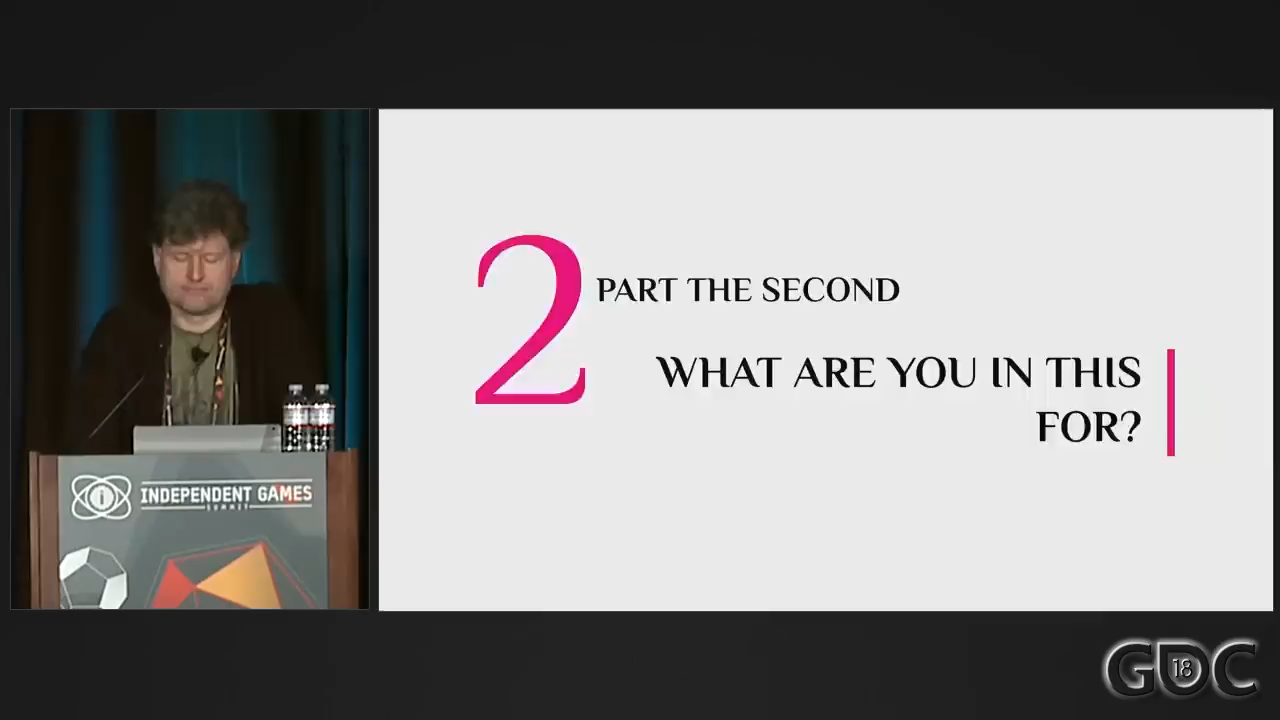 2
PART THE SECOND
WHAT ARE YOU IN THIS
FOR?
i
INDEPENDENT GAMES
SUMMIT
GDC
18